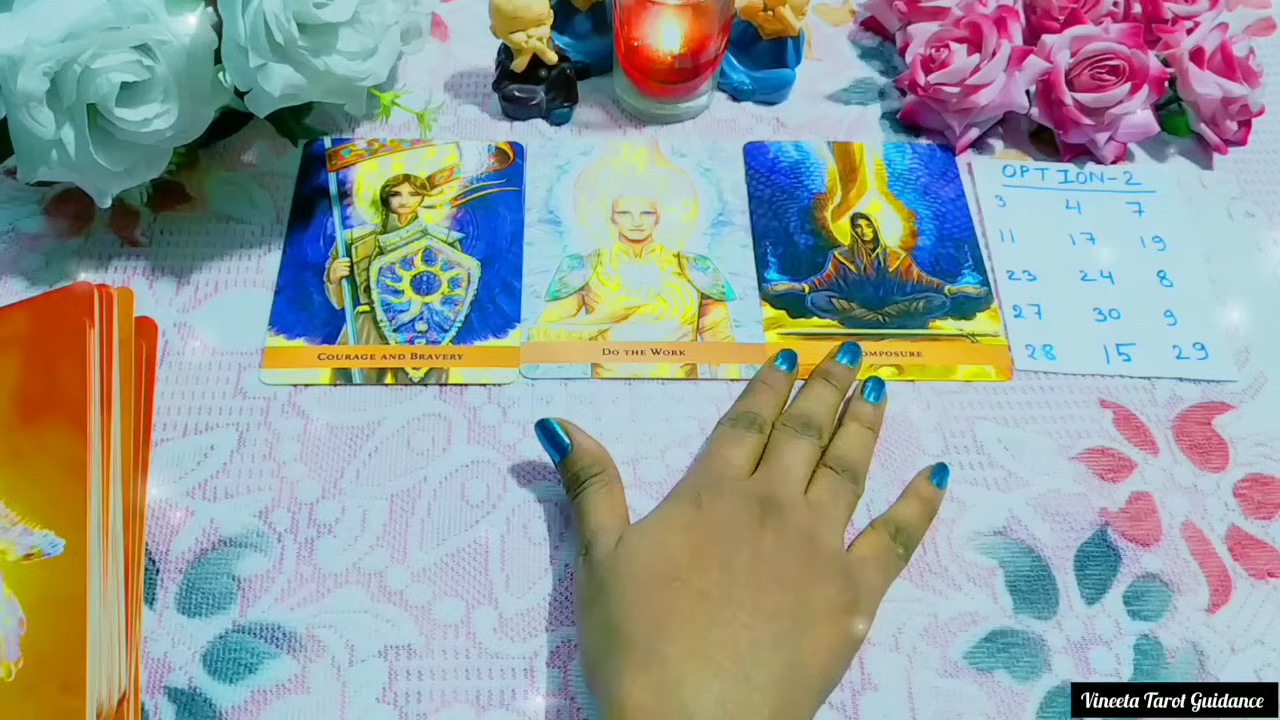 OPTION-2
3 4 7
11 17 19
23 24 8
27 30 9
28 15 29
COURAGE AND BRAVERY
DO THE WORK
OMPOSURE
Vineeta Tarot Guidance